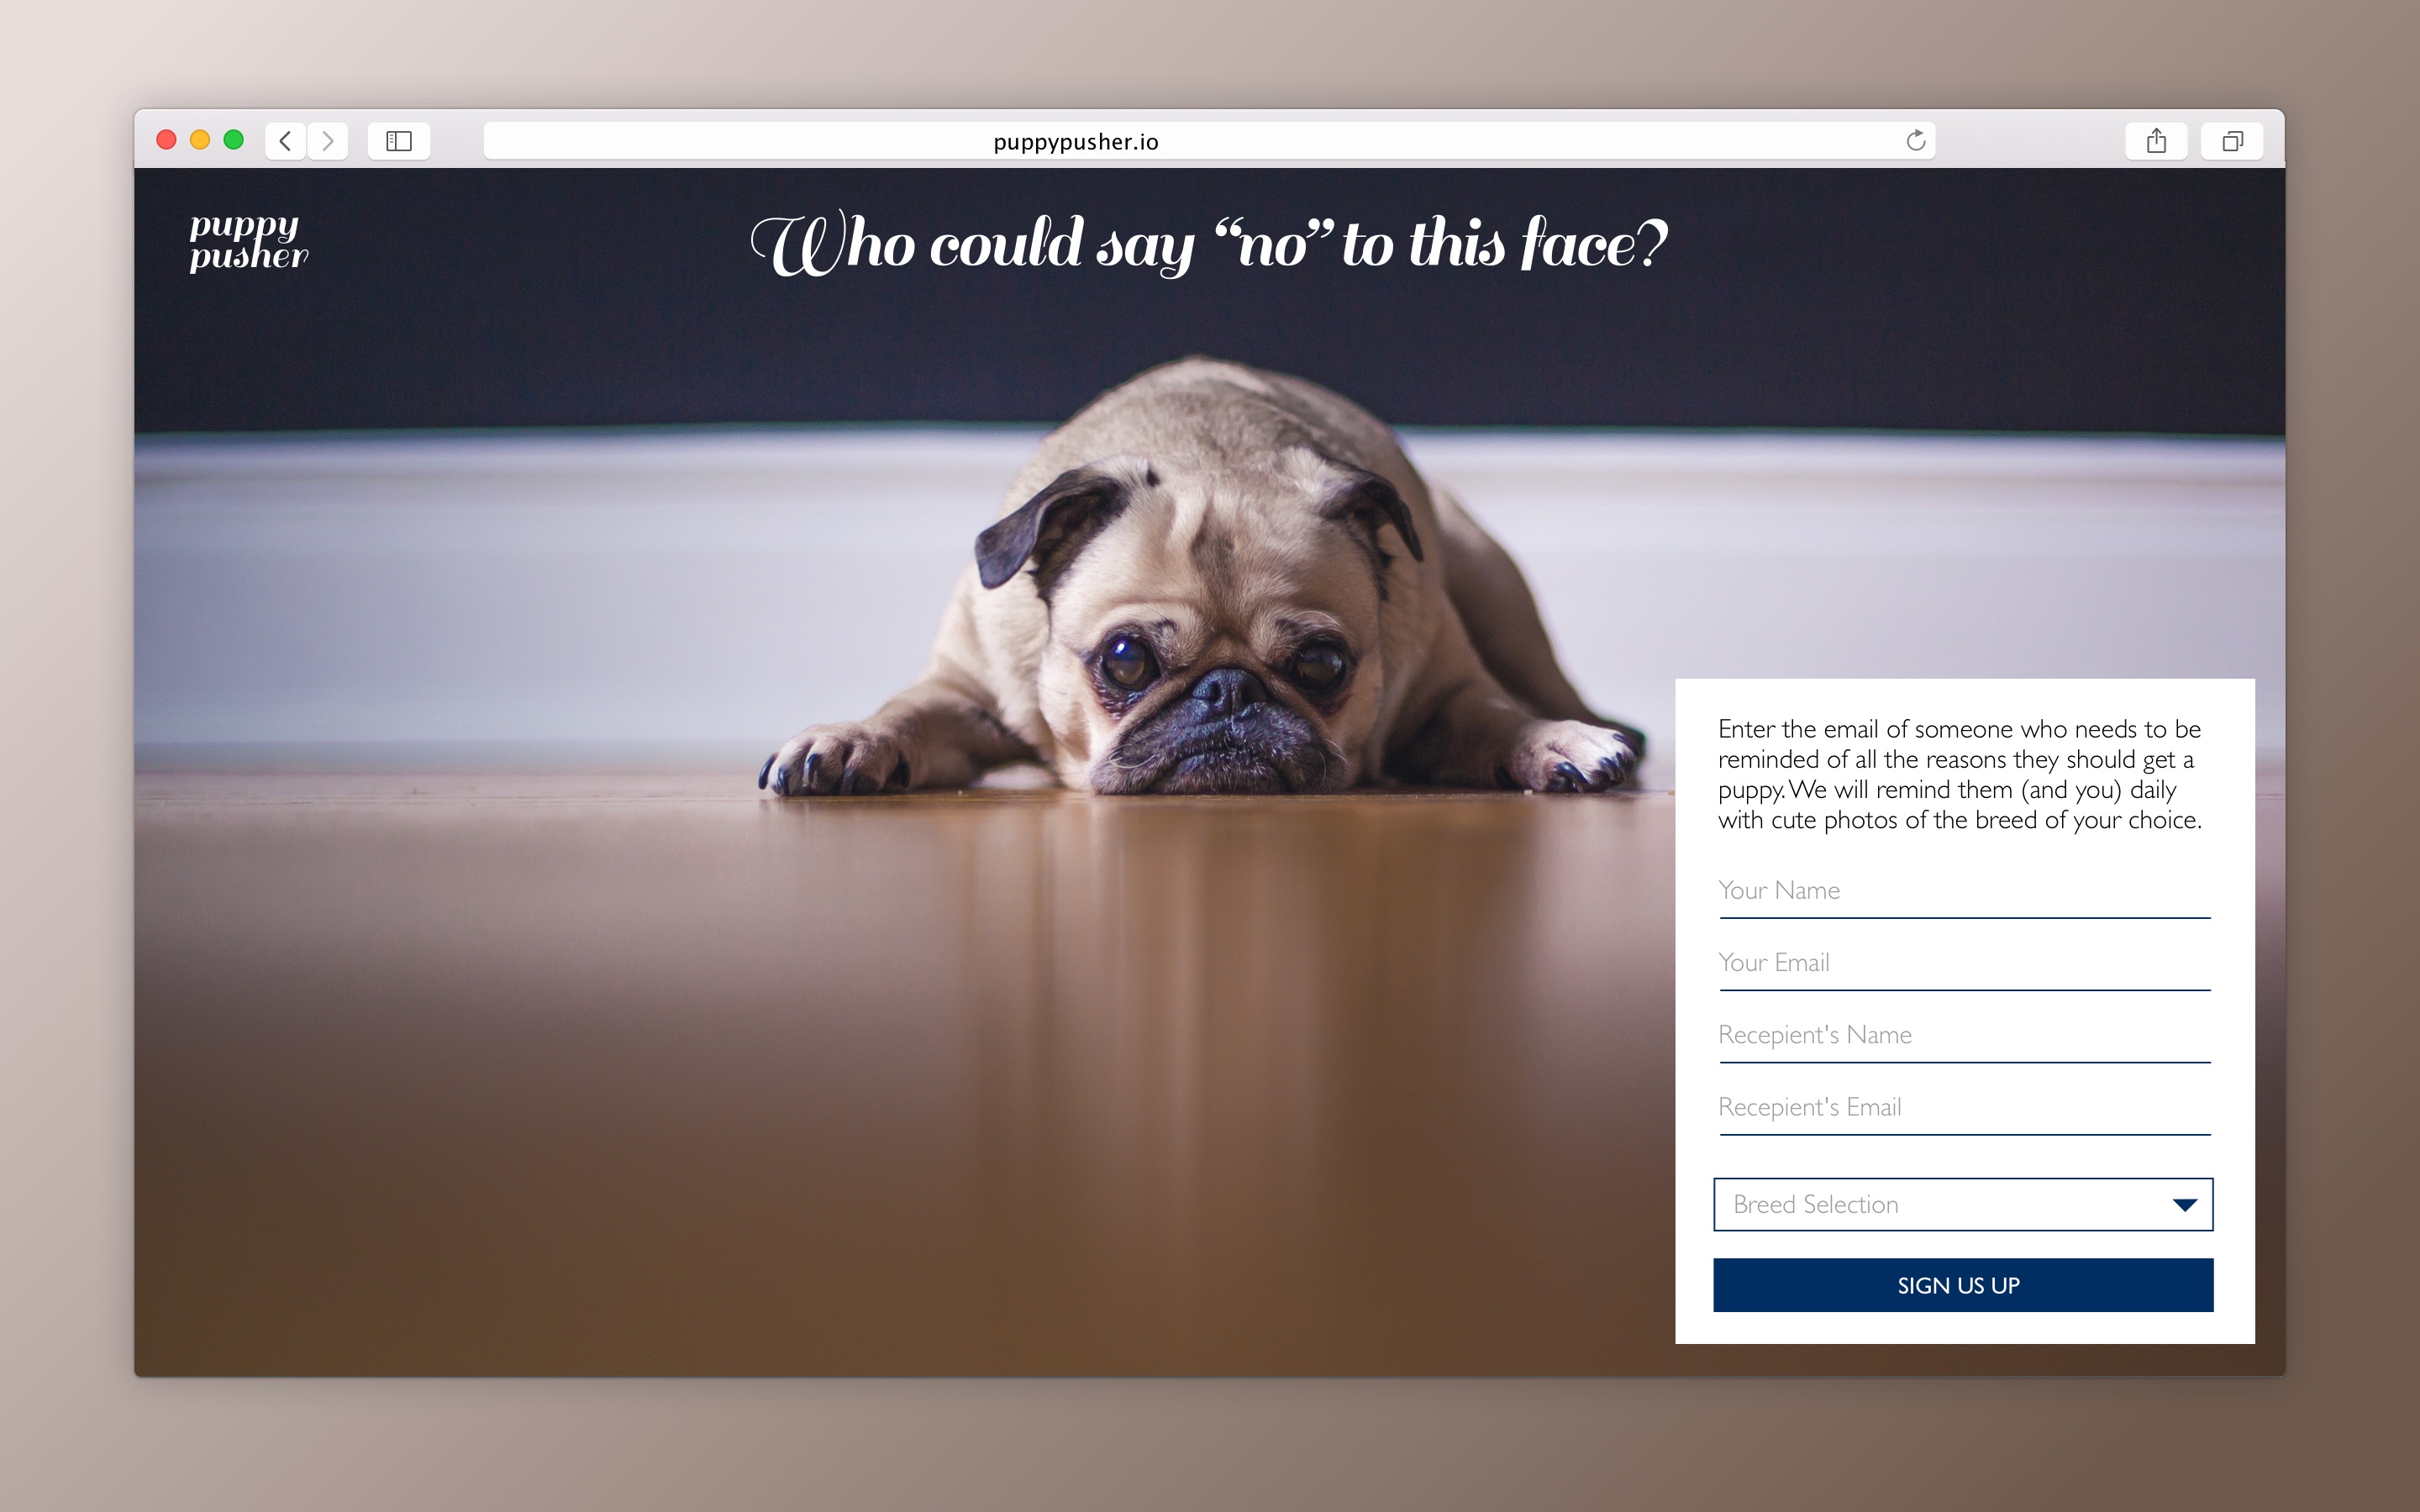 puppypusher.io
puppy
pusher
Who could say “no” to this face?
Enter the email of someone who needs to be
reminded of all the reasons they should get a
puppy. We will remind them (and you) daily
with cute photos of the breed of your choice.
Your Name
Your Email
Recepient's Name
Recepient's Email
Breed Selection
SIGN US UP